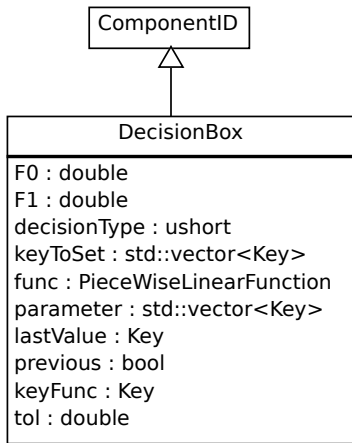 ComponentID
DecisionBox
F0 : double
F1 : double
decisionType : ushort
keyToSet : std::vector<Key>
func : PieceWiseLinearFunction
parameter : std::vector<Key>
lastValue : Key
previous : bool
keyFunc : Key
tol : double